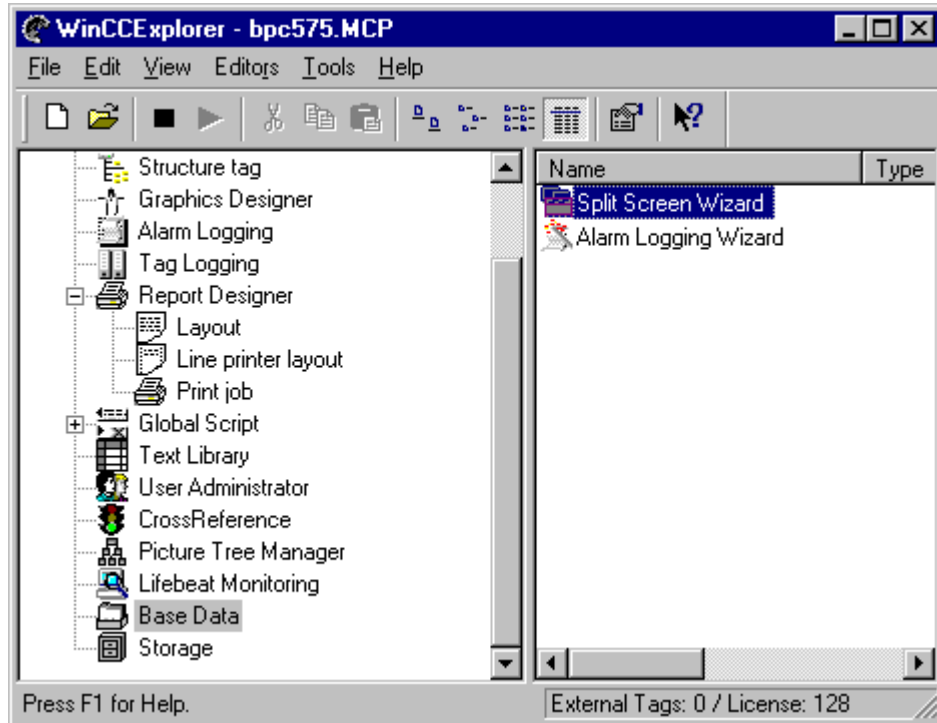 WinCCExplorer - bpc575.MCP
File Edit View Editors Tools Help
Name Type
Structure tag
Graphics Designer
Alarm Logging
Tag Logging
Report Designer
Layout
Line printer layout
Print job
Global Script
Text Library
User Administrator
CrossReference
Picture Tree Manager
Lifebeat Monitoring
Base Data
Storage
Split Screen Wizard
Alarm Logging Wizard
Press F1 for Help.
External Tags: 0 / License: 128